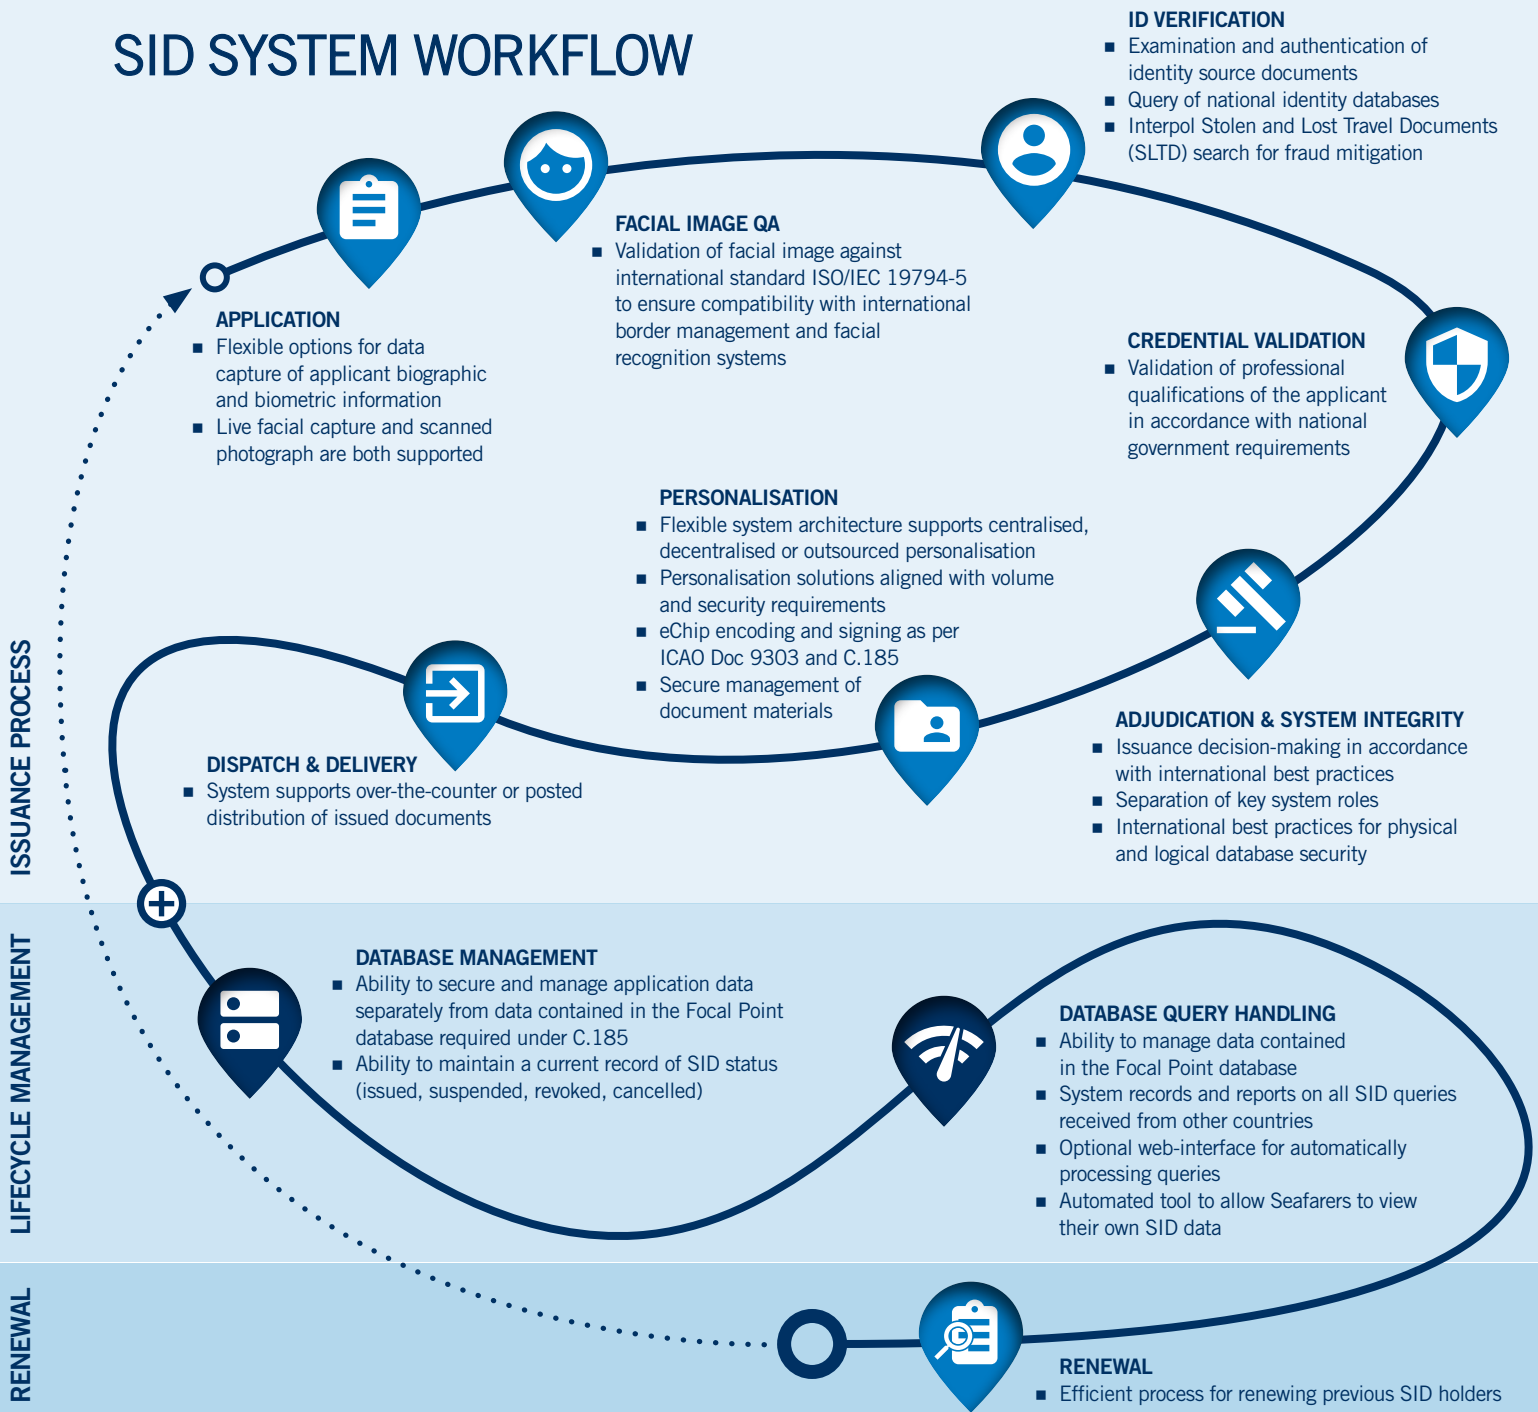 SID SYSTEM WORKFLOW
ID VERIFICATION
■ Examination and authentication of
identity source documents
■ Query of national identity databases
■ Interpol Stolen and Lost Travel Documents
(SLTD) search for fraud mitigation
FACIAL IMAGE QA
■ Validation of facial image against
international standard ISO/IEC 19794-5
to ensure compatibility with international
border management and facial
recognition systems
APPLICATION
■ Flexible options for data
capture of applicant biographic
and biometric information
■ Live facial capture and scanned
photograph are both supported
CREDENTIAL VALIDATION
■ Validation of professional
qualifications of the applicant
in accordance with national
government requirements
PERSONALISATION
■ Flexible system architecture supports centralised,
decentralised or outsourced personalisation
■ Personalisation solutions aligned with volume
and security requirements
■ eChip encoding and signing as per
ICAO Doc 9303 and C.185
■ Secure management of
document materials
ADJUDICATION & SYSTEM INTEGRITY
■ Issuance decision-making in accordance
with international best practices
■ Separation of key system roles
■ International best practices for physical
and logical database security
DISPATCH & DELIVERY
■ System supports over-the-counter or posted
distribution of issued documents
ISSUANCE PROCESS
DATABASE MANAGEMENT
■ Ability to secure and manage application data
separately from data contained in the Focal Point
database required under C.185
■ Ability to maintain a current record of SID status
(issued, suspended, revoked, cancelled)
DATABASE QUERY HANDLING
■ Ability to manage data contained
in the Focal Point database
■ System records and reports on all SID queries
received from other countries
■ Optional web-interface for automatically
processing queries
■ Automated tool to allow Seafarers to view
their own SID data
LIFECYCLE MANAGEMENT
RENEWAL
■ Efficient process for renewing previous SID holders
RENEWAL